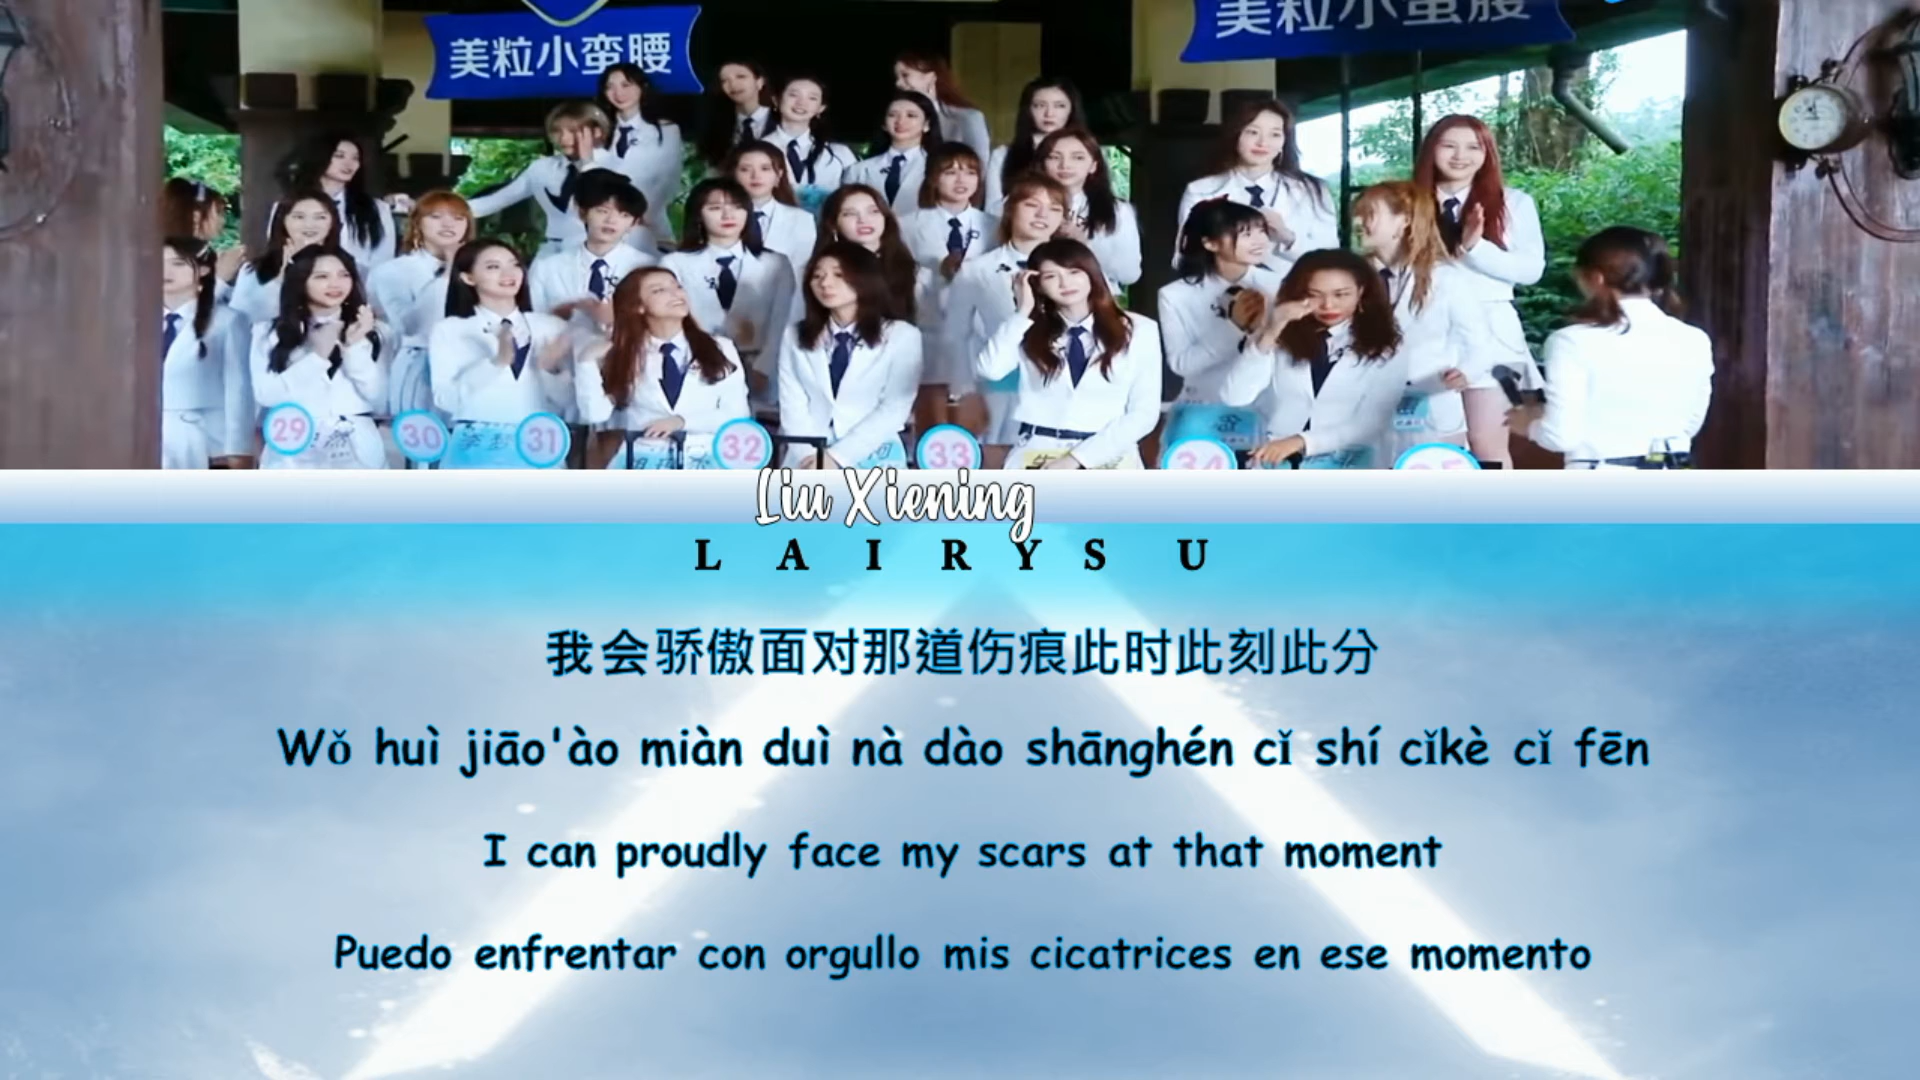 美粒小蛮腰
美粒小蛮腰
29
30
31
32
33
34
Liu Xiening
L A I R Y S U
我会骄傲面对那道伤痕此时此刻此分
Wǒ huì jiāo'ào miàn duì nà dào shānghén cǐ shí cǐkè cǐ fēn
I can proudly face my scars at that moment
Puedo enfrentar con orgullo mis cicatrices en ese momento